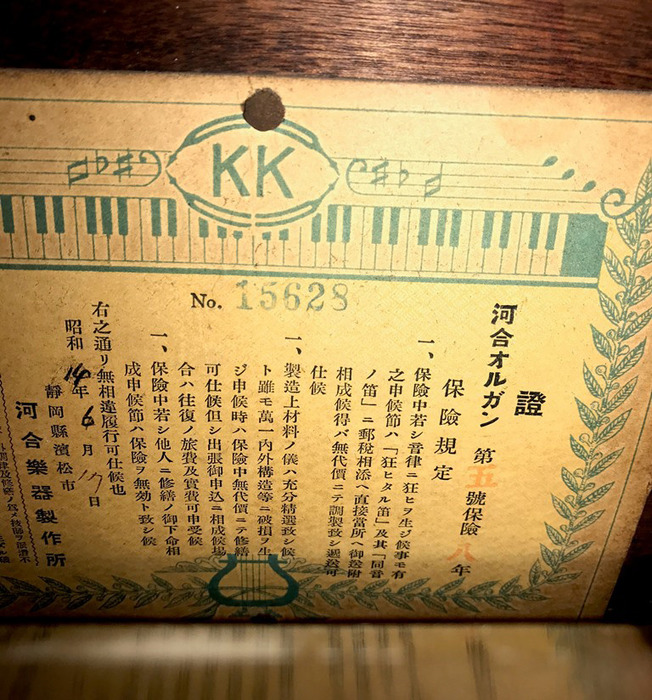 KK
No. 15628
證
河合オルガン 第五號保險八年
保險規定
一、保險中若シ音律ニ狂ヒヲ生ジ候事モ有
之申候節ハ「狂ヒタル笛」及其「同音
ノ笛」ニ郵税相添ヘ直接當所ヘ御送附
相成候得バ無代價ニテ調製致シ遞送可
仕候
一、製造上材料ノ儀ハ充分精選致シ候
ト雖モ萬一內外構造等ニ破損ヲ生
ジ申候時ハ保險中無代價ニテ修繕
可仕候但シ出張御申込ニ相成候場
合ハ往復ノ旅費及實費可申受候
一、保險中若シ他人ニ修繕ノ御下命相
成申候節ハ保險ヲ無効ト致シ候
右之通リ無相違履行可仕候也
昭和14年6月17日
靜岡縣濱松市
河合樂器製作所